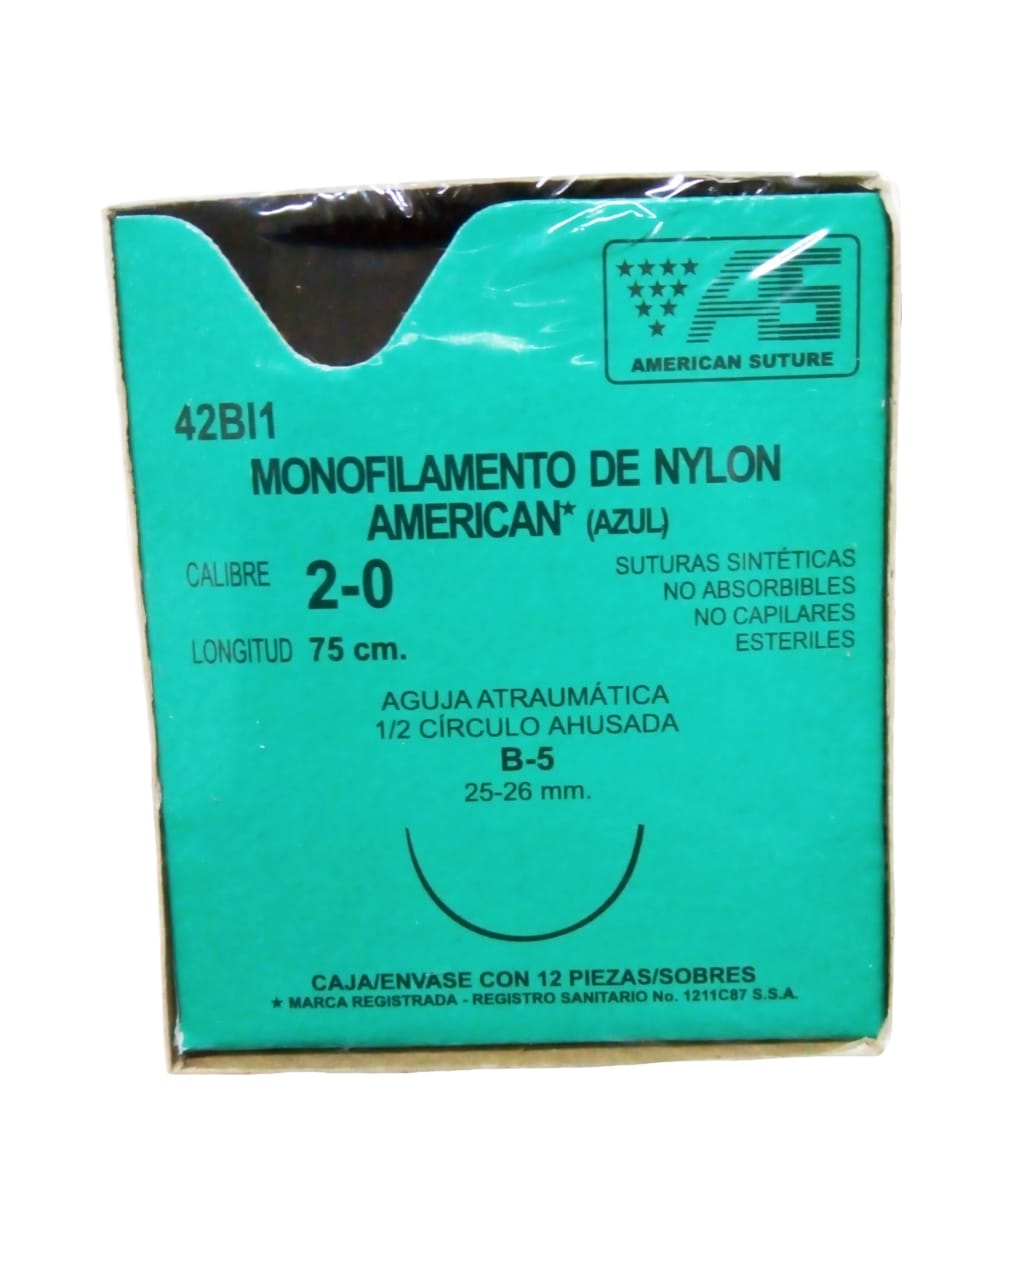 AS
AMERICAN SUTURE
42BI1
MONOFILAMENTO DE NYLON
AMERICAN* (AZUL)
CALIBRE 2-0
LONGITUD 75 cm.
SUTURAS SINTÉTICAS
NO ABSORBIBLES
NO CAPILARES
ESTERILES
AGUJA ATRAUMÁTICA
1/2 CÍRCULO AHUSADA
B-5
25-26 mm.
CAJA/ENVASE CON 12 PIEZAS/SOBRES
★ MARCA REGISTRADA - REGISTRO SANITARIO No. 1211C87 S.S.A.